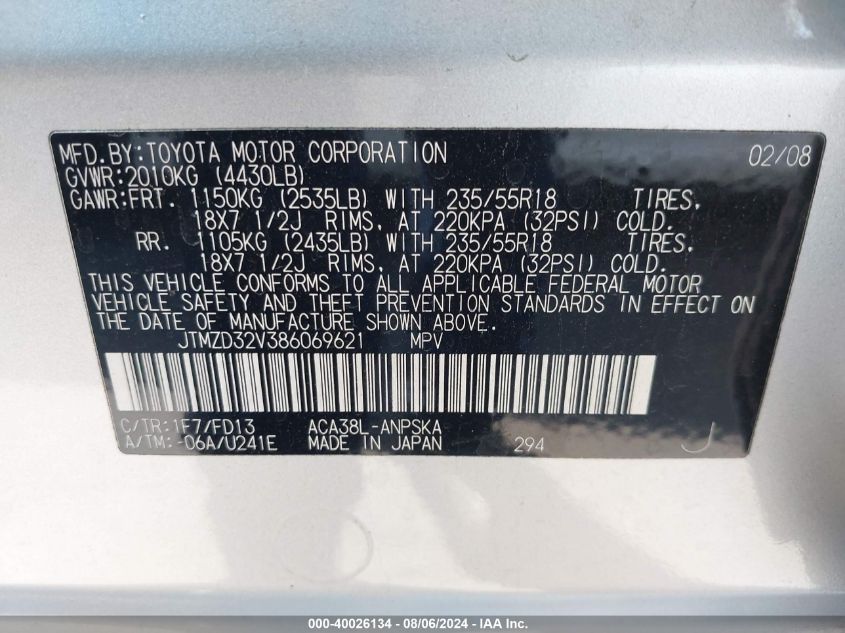 MFD.BY:TOYOTA MOTOR CORPORATION 02/08
GVWR:2010KG (4430LB)
GAWR:FRT. 1150KG (2535LB) WITH 235/55R18 TIRES,
18X7 1/2J RIMS, AT 220KPA (32PSI) COLD.
RR. 1105KG (2435LB) WITH 235/55R18 TIRES,
18X7 1/2J RIMS, AT 220KPA (32PSI) COLD.
THIS VEHICLE CONFORMS TO ALL APPLICABLE FEDERAL MOTOR
VEHICLE SAFETY AND THEFT PREVENTION STANDARDS IN EFFECT ON
THE DATE OF MANUFACTURE SHOWN ABOVE.
JTMZD32V386069621 MPV
C/TR:1F7/FD13 ACA38L-ANPSKA
A/TM:-06A/U241E MADE IN JAPAN 294 J
000-40026134 - 08/06/2024 - IAA Inc.